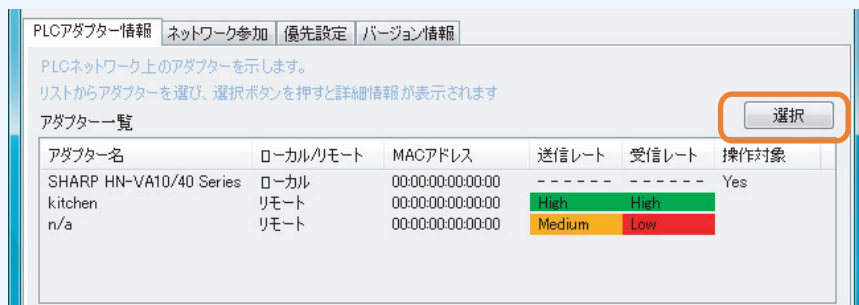 PLCアダプター情報 ネットワーク参加 優先設定 バージョン情報
PLCネットワーク上のアダプターを示します。
リストからアダプターを選び、選択ボタンを押すと詳細情報が表示されます
選択
アダプター一覧
アダプター名 ローカル/リモート MACアドレス 送信レート 受信レート 操作対象
SHARP HN-VA10/40 Series ローカル 00:00:00:00:00:00 - - - - - - - - - - - - Yes
kitchen リモート 00:00:00:00:00:00 High High
n/a リモート 00:00:00:00:00:00 Medium Low